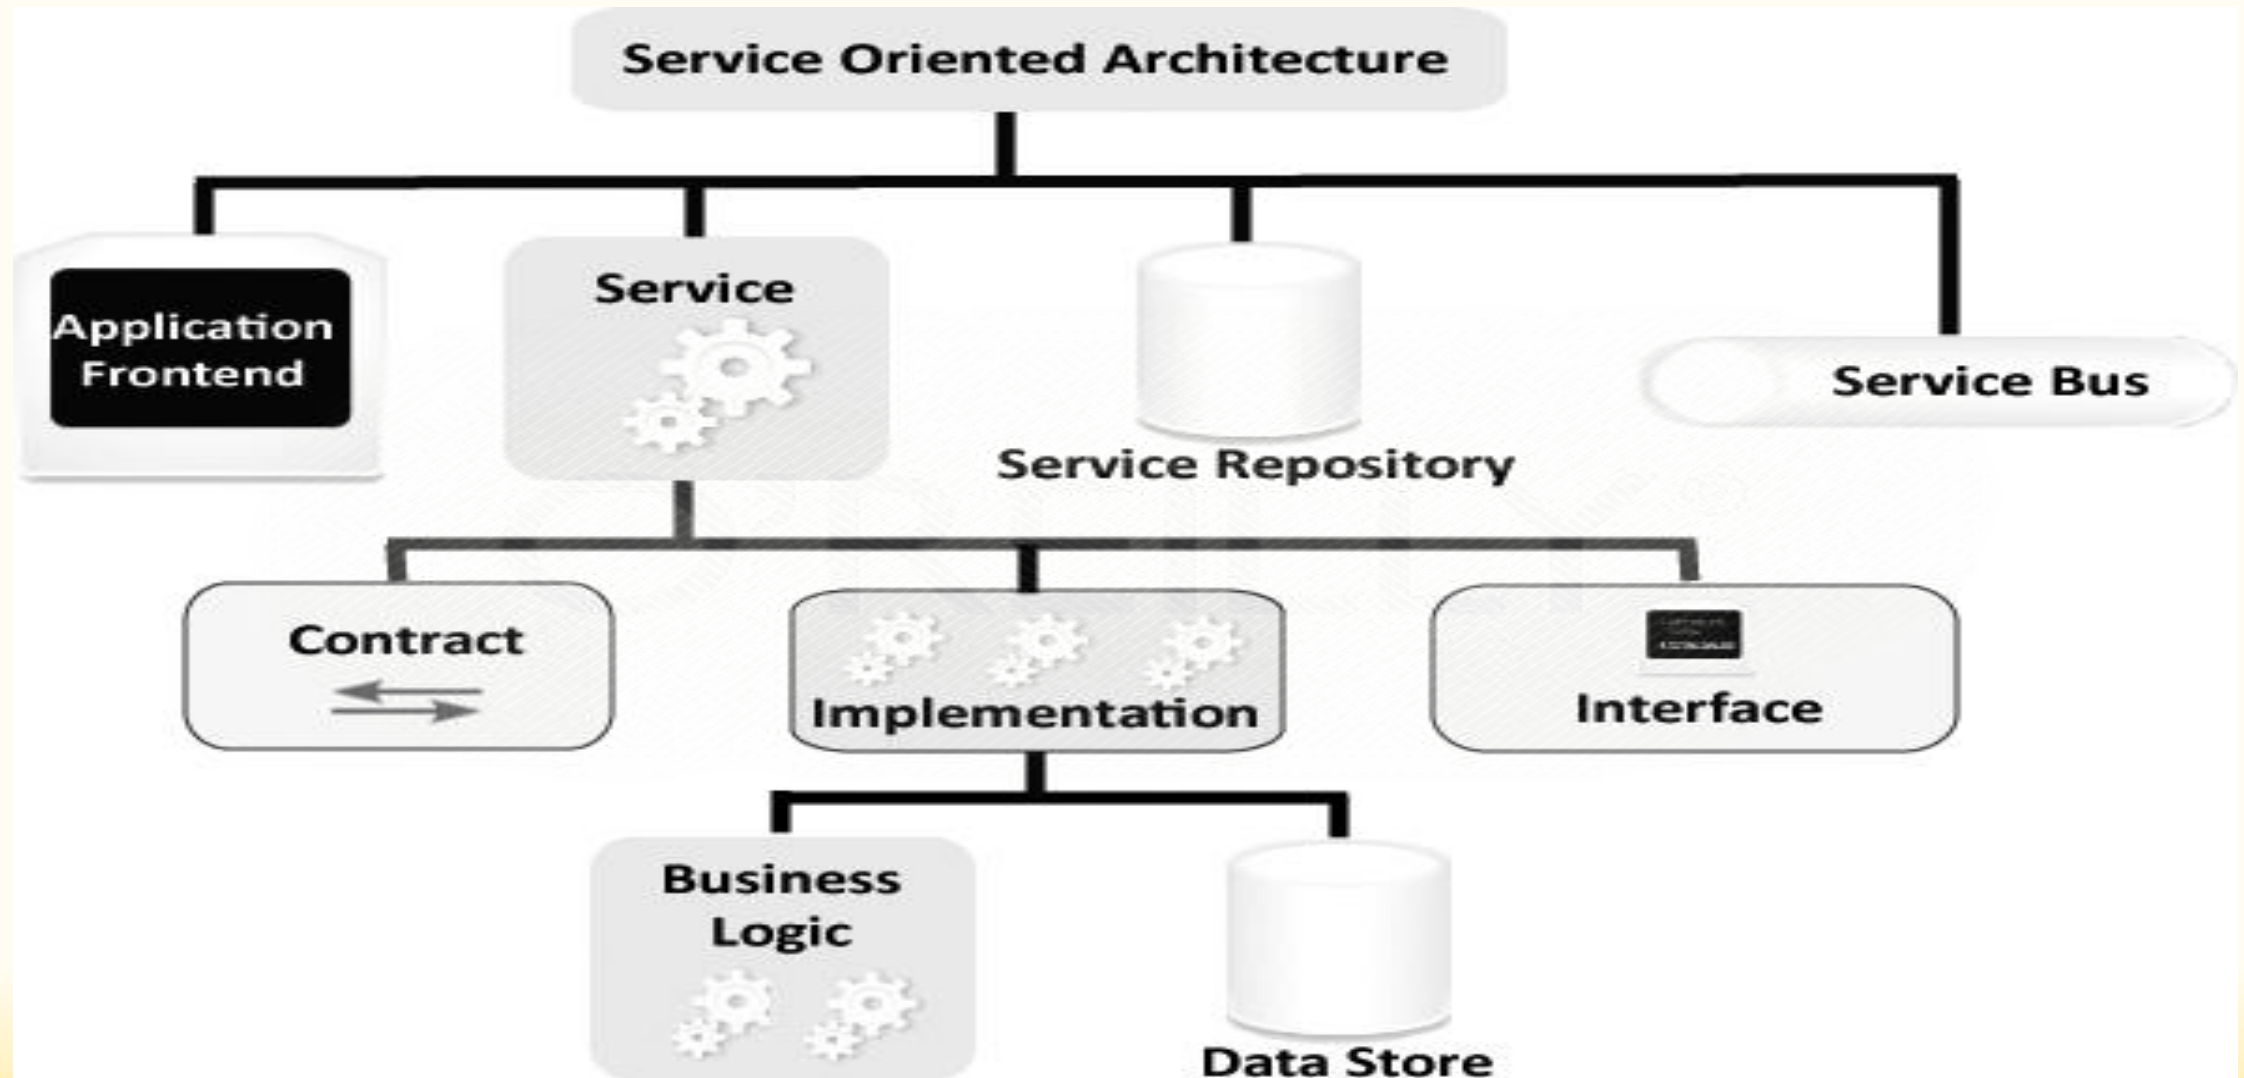 Service Oriented Architecture
Application
Frontend
Service
Service Repository
Service Bus
Contract
Implementation
Interface
Business
Logic
Data Store